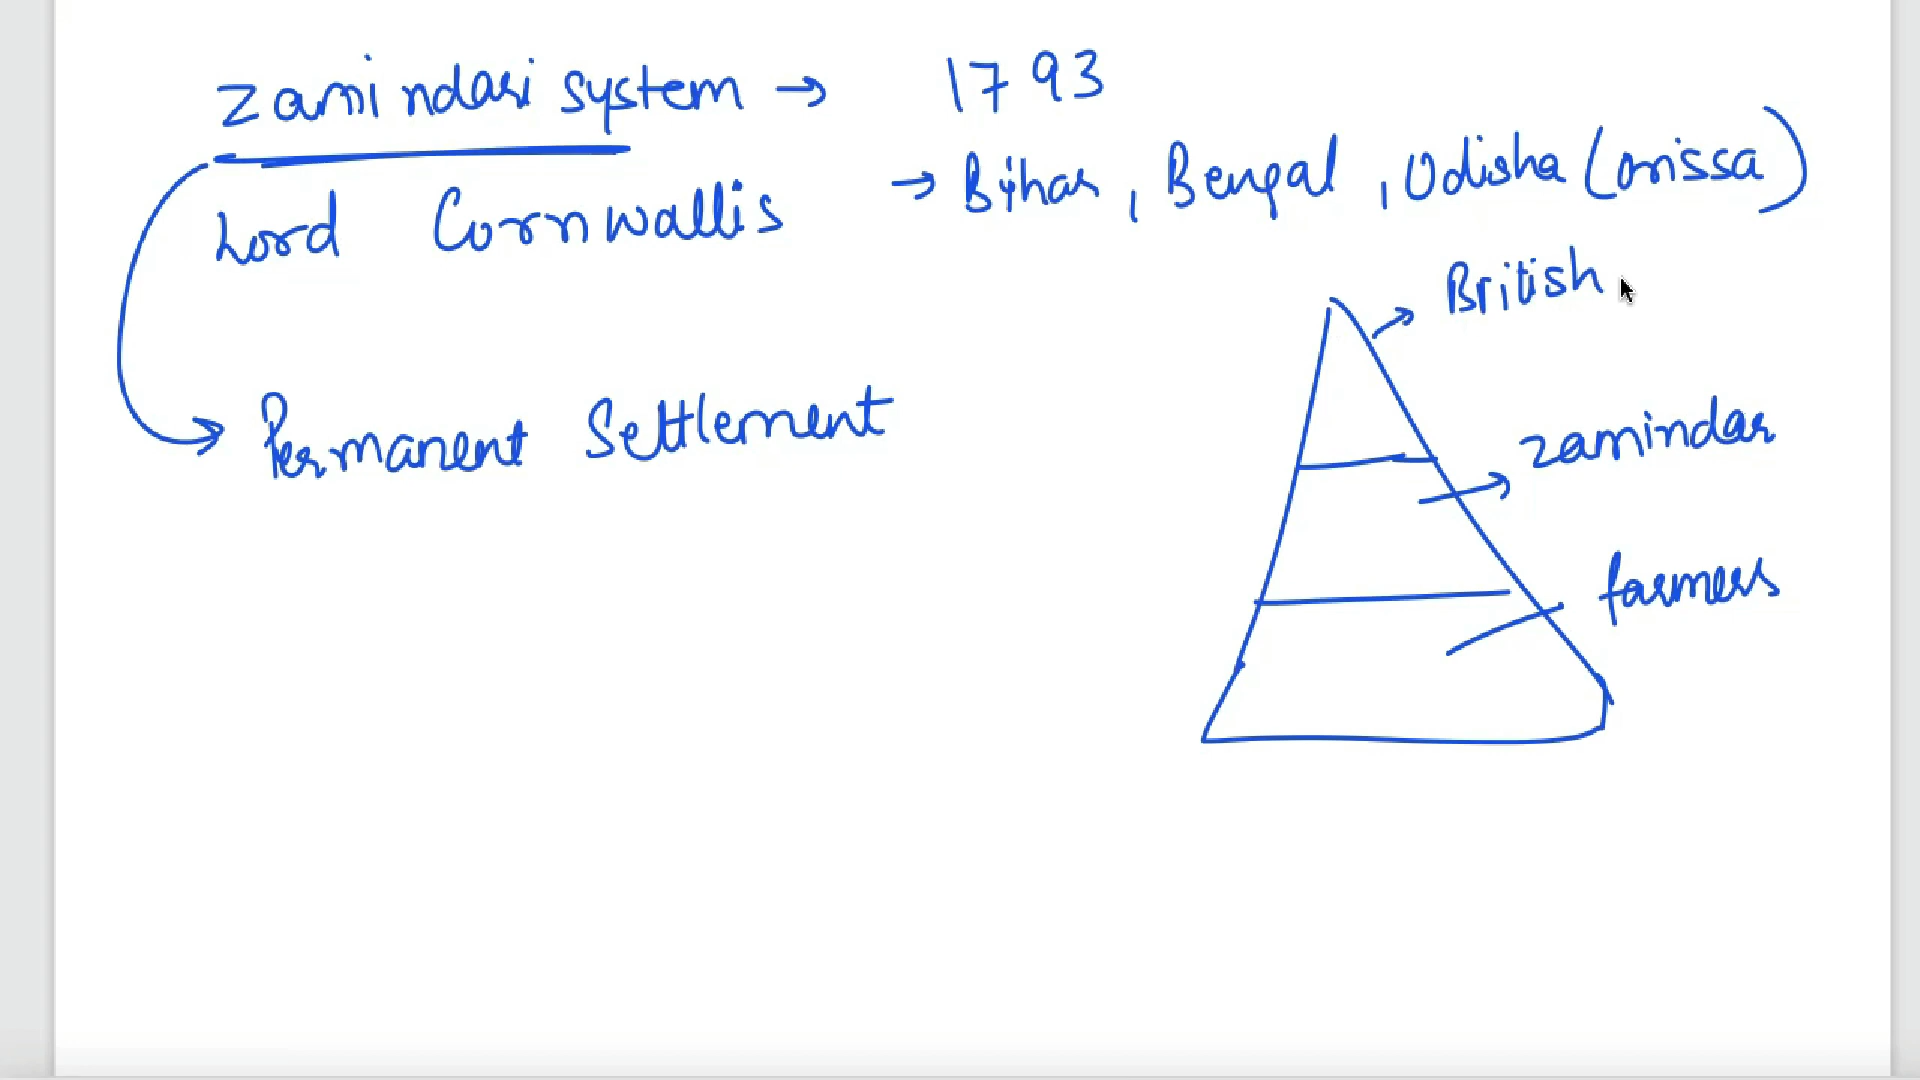 Zamindari system → 1793
Lord Cornwallis → Bihar, Bengal, Odisha (orissa)
British
Permanent Settlement
zamindar
farmers